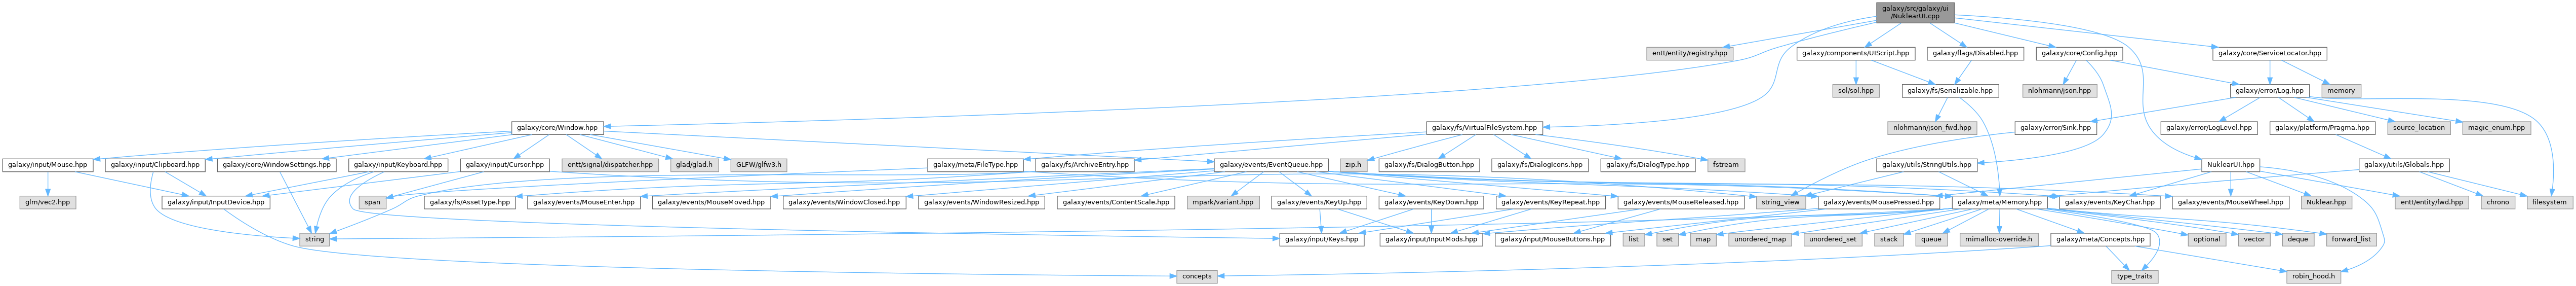 galaxy/src/galaxy/ui
/NuklearUI.cpp
entt/entity/registry.hpp
galaxy/components/UIScript.hpp
galaxy/flags/Disabled.hpp
galaxy/core/Config.hpp
galaxy/core/ServiceLocator.hpp
sol/sol.hpp
galaxy/fs/Serializable.hpp
nlohmann/json.hpp
galaxy/error/Log.hpp
memory
galaxy/core/Window.hpp
galaxy/fs/VirtualFileSystem.hpp
nlohmann/json_fwd.hpp
galaxy/error/Sink.hpp
galaxy/error/LogLevel.hpp
galaxy/platform/Pragma.hpp
source_location
magic_enum.hpp
galaxy/input/Mouse.hpp
galaxy/input/Clipboard.hpp
galaxy/core/WindowSettings.hpp
galaxy/input/Keyboard.hpp
galaxy/input/Cursor.hpp
entt/signal/dispatcher.hpp
glad/glad.h
GLFW/glfw3.h
galaxy/meta/FileType.hpp
galaxy/fs/ArchiveEntry.hpp
galaxy/events/EventQueue.hpp
zip.h
galaxy/fs/DialogButton.hpp
galaxy/fs/DialogIcons.hpp
galaxy/fs/DialogType.hpp
fstream
galaxy/utils/StringUtils.hpp
NuklearUI.hpp
galaxy/utils/Globals.hpp
glm/vec2.hpp
galaxy/input/InputDevice.hpp
span
galaxy/fs/AssetType.hpp
galaxy/events/MouseEnter.hpp
galaxy/events/MouseMoved.hpp
galaxy/events/WindowClosed.hpp
galaxy/events/WindowResized.hpp
galaxy/events/ContentScale.hpp
mpark/variant.hpp
galaxy/events/KeyUp.hpp
galaxy/events/KeyDown.hpp
galaxy/events/KeyRepeat.hpp
galaxy/events/MouseReleased.hpp
string_view
galaxy/events/MousePressed.hpp
galaxy/meta/Memory.hpp
galaxy/events/KeyChar.hpp
galaxy/events/MouseWheel.hpp
Nuklear.hpp
entt/entity/fwd.hpp
chrono
filesystem
string
galaxy/input/Keys.hpp
galaxy/input/InputMods.hpp
galaxy/input/MouseButtons.hpp
list
set
map
unordered_map
unordered_set
stack
queue
mimalloc-override.h
galaxy/meta/Concepts.hpp
optional
vector
deque
forward_list
concepts
type_traits
robin_hood.h